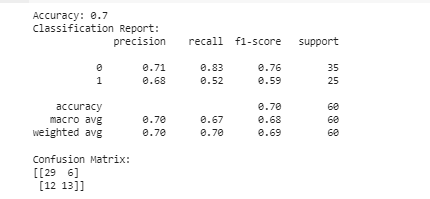 Accuracy: 0.7
Classification Report:
              precision    recall  f1-score   support

           0       0.71      0.83      0.76        35
           1       0.68      0.52      0.59        25

    accuracy                           0.70        60
   macro avg       0.70      0.67      0.68        60
weighted avg       0.70      0.70      0.69        60

Confusion Matrix:
[[29  6]
 [12 13]]